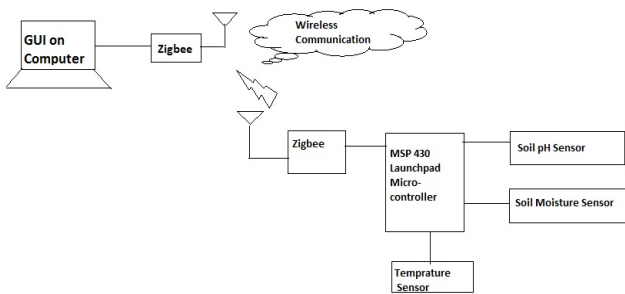 GUI on
Computer
Zigbee
Wireless
Communication
Zigbee
MSP 430
Launchpad
Micro-
controller
Soil pH Sensor
Soil Moisture Sensor
Temprature
Sensor